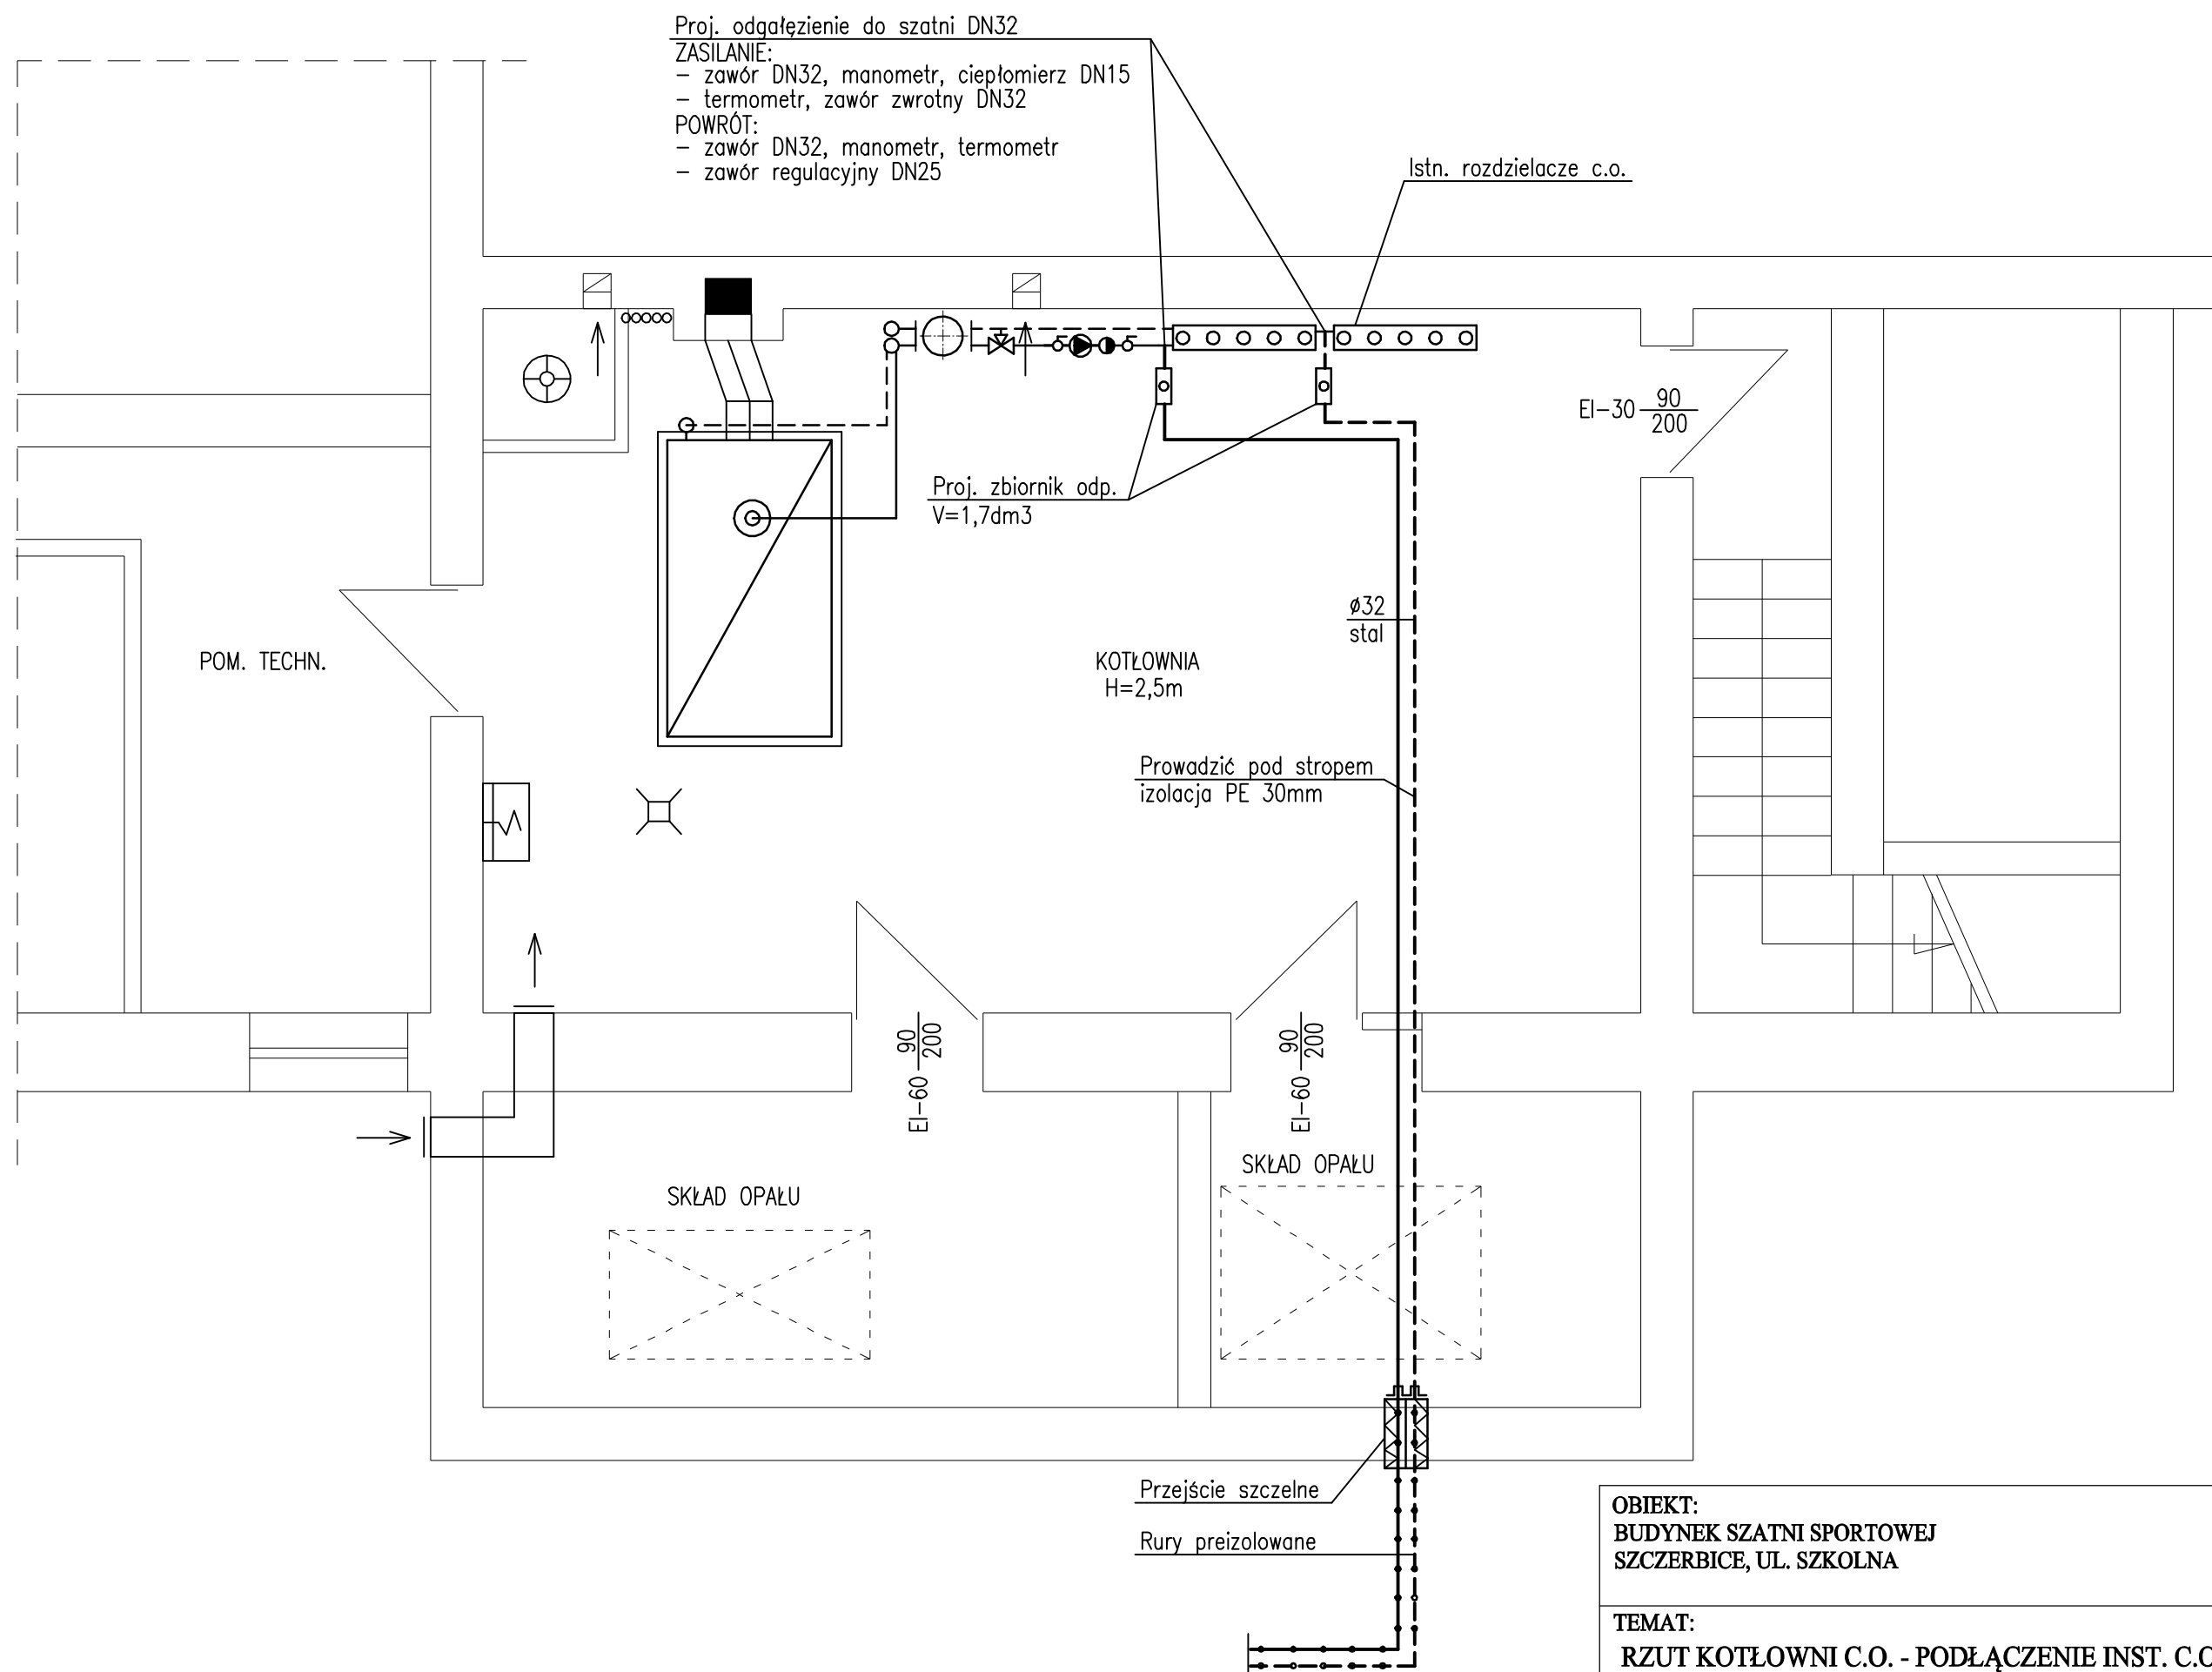 Proj. odgałęzienie do szatni DN32
ZASILANIE:
– zawór DN32, manometr, ciepłomierz DN15
– termometr, zawór zwrotny DN32
POWRÓT:
– zawór DN32, manometr, termometr
– zawór regulacyjny DN25
Istn. rozdzielacze c.o.
EI–30 90
200
Proj. zbiornik odp.
V=1,7dm3
ø32
stal
POM. TECHN.
KOTŁOWNIA
H=2,5m
Prowadzić pod stropem
izolacja PE 30mm
EI–60 90
200
EI–60 90
200
SKŁAD OPAŁU
SKŁAD OPAŁU
Przejście szczelne
Rury preizolowane
OBIEKT:
BUDYNEK SZATNI SPORTOWEJ
SZCZERBICE, UL. SZKOLNA
TEMAT:
RZUT KOTŁOWNI C.O. - PODŁĄCZENIE INST. C.O